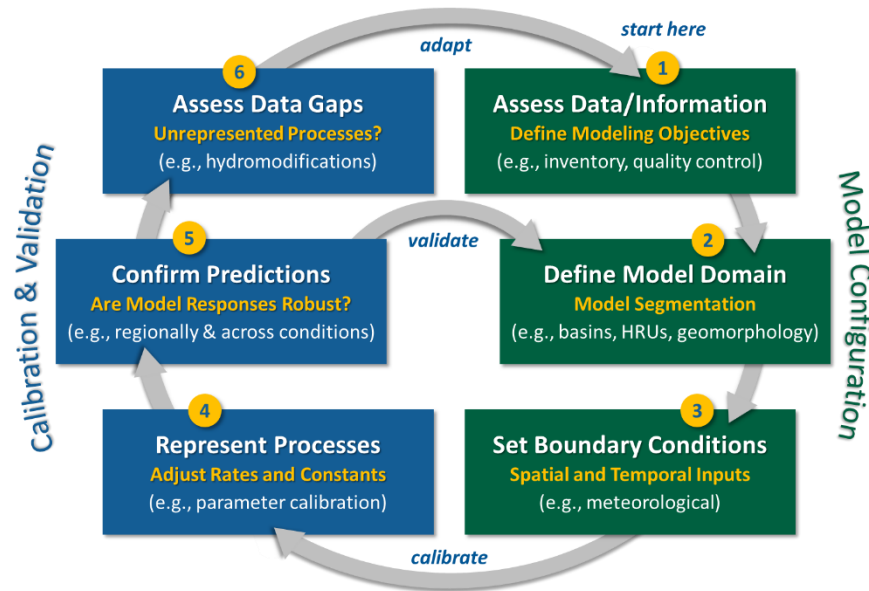 start here
adapt
6
Assess Data Gaps
Unrepresented Processes?
(e.g., hydromodifications)
1
Assess Data/Information
Define Modeling Objectives
(e.g., inventory, quality control)
Calibration & Validation
Model Configuration
5
Confirm Predictions
Are Model Responses Robust?
(e.g., regionally & across conditions)
validate
2
Define Model Domain
Model Segmentation
(e.g., basins, HRUs, geomorphology)
4
Represent Processes
Adjust Rates and Constants
(e.g., parameter calibration)
3
Set Boundary Conditions
Spatial and Temporal Inputs
(e.g., meteorological)
calibrate